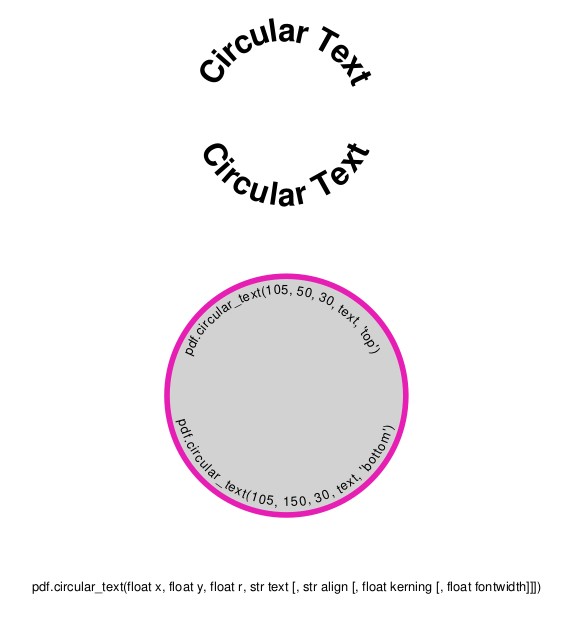 Circular Text
Circular Text
pdf.circular_text(105, 50, 30, text, 'top')
pdf.circular_text(105, 150, 30, text, 'bottom')
pdf.circular_text(float x, float y, float r, str text [, str align [, float kerning [, float fontwidth]]])